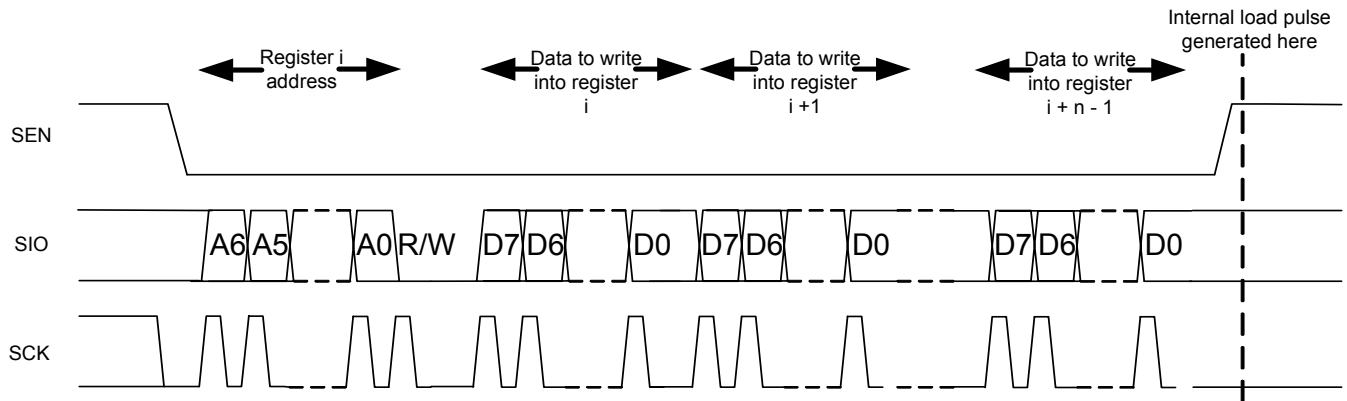 Internal load pulse
generated here
Register i
address
Data to write
into register
i
Data to write
into register
i +1
Data to write
into register
i + n - 1
SEN
SIO
A6 A5 A0 R/W D7 D6 D0 D7 D6 D0 D7 D6 D0
SCK